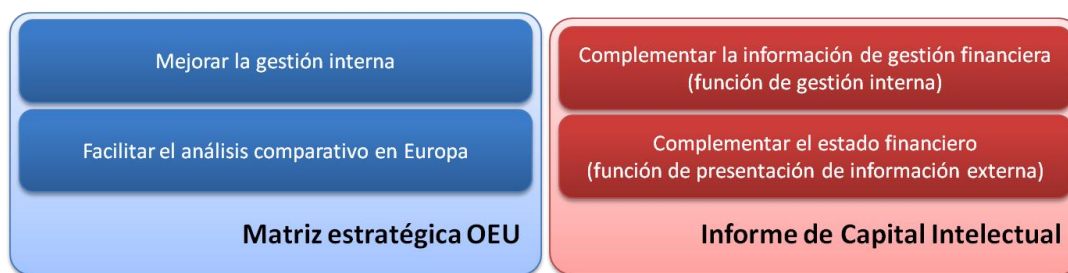 Mejorar la gestión interna
Facilitar el análisis comparativo en Europa
Matriz estratégica OEU
Complementar la información de gestión financiera
(función de gestión interna)
Complementar el estado financiero
(función de presentación de información externa)
Informe de Capital Intelectual